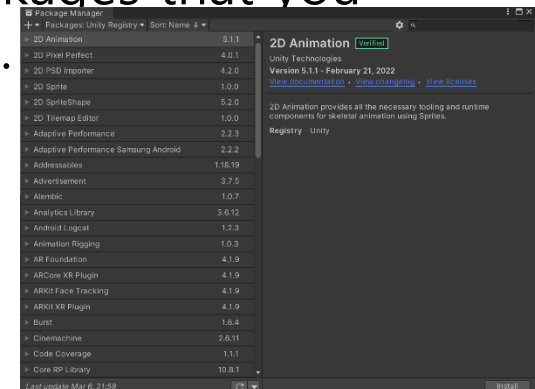 kages that you
Package Manager
+ Packages: Unity Registry Sort: Name ↓
2D Animation 5.1.1
2D Pixel Perfect 4.0.1
2D PSD Importer 4.2.0
2D Sprite 1.0.0
2D SpriteShape 5.2.0
2D Tilemap Editor 1.0.0
Adaptive Performance 2.2.3
Adaptive Performance Samsung Android 2.2.2
Addressables 1.18.19
Advertisement 3.7.5
Alembic 1.0.7
Analytics Library 3.6.12
Android Logcat 1.2.3
Animation Rigging 1.0.3
AR Foundation 4.1.9
ARCore XR Plugin 4.1.9
ARKit Face Tracking 4.1.9
ARKit XR Plugin 4.1.9
Burst 1.6.4
Cinemachine 2.6.11
Code Coverage 1.1.1
Core RP Library 10.8.1
Last update Mar 6, 21:59
2D Animation Verified
Unity Technologies
Version 5.1.1 - February 21, 2022
View documentation • View changelog • View licenses
2D Animation provides all the necessary tooling and runtime
components for skeletal animation using Sprites.
Registry Unity
Install